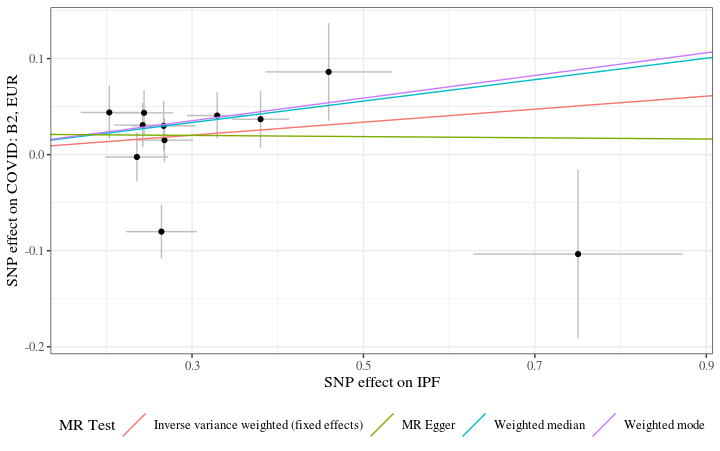 SNP effect on COVID: B2, EUR
0.1
0.0
-0.1
-0.2
0.3 0.5 0.7 0.9
SNP effect on IPF
MR Test Inverse variance weighted (fixed effects) MR Egger Weighted median Weighted mode